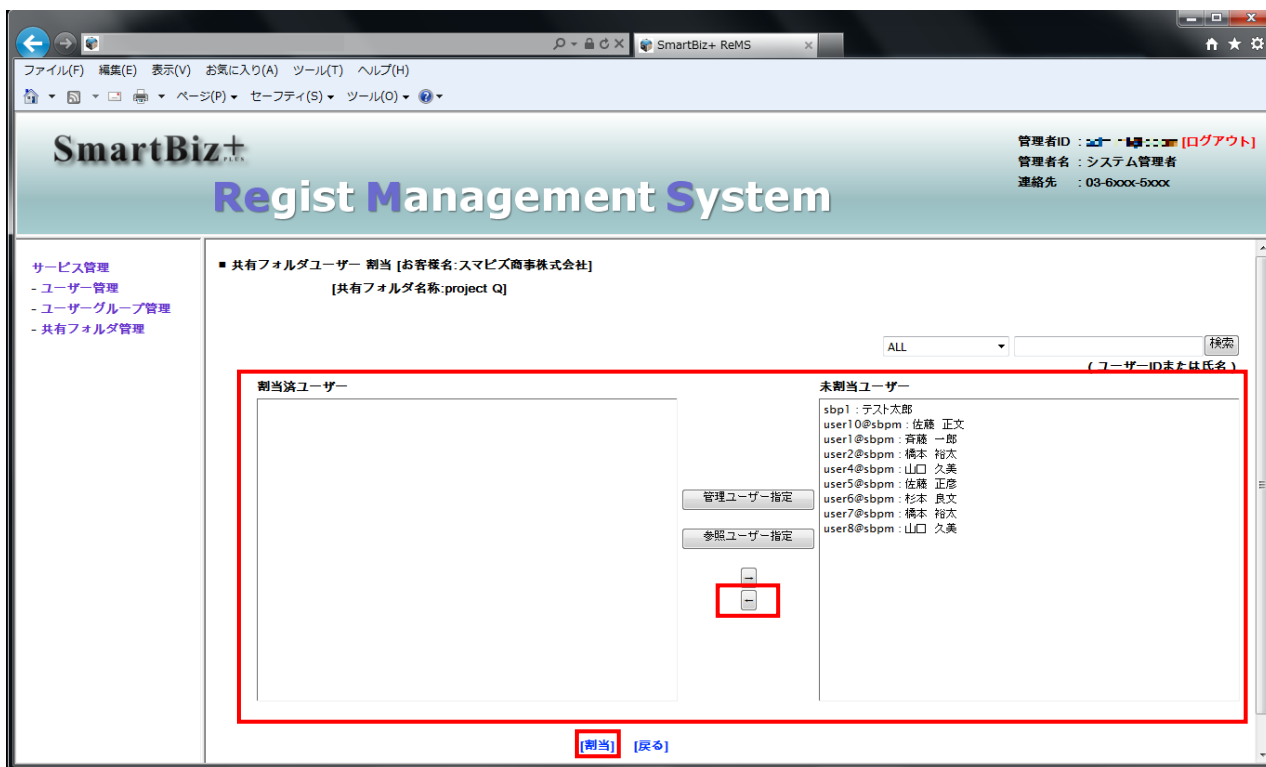 SmartBiz+ ReMS
ファイル(F) 編集(E) 表示(V) お気に入り(A) ツール(T) ヘルプ(H)
ページ(P) セーフティ(S) ツール(O)
SmartBiz+
PLUS
Regist Management System
管理者ID : [ログアウト]
管理者名 : システム管理者
連絡先 : 03-6xxx-5xxx
サービス管理
- ユーザー管理
- ユーザーグループ管理
- 共有フォルダ管理
■ 共有フォルダユーザー 割当 [お客様名:スマビズ商事株式会社]
[共有フォルダ名称:project Q]
ALL 検索
( ユーザーIDまたは氏名 )
割当済ユーザー
管理ユーザー指定
参照ユーザー指定
→
←
未割当ユーザー
sbp1 : テスト太郎
user10@sbpm : 佐藤 正文
user1@sbpm : 斉藤 一郎
user2@sbpm : 橋本 裕太
user4@sbpm : 山口 久美
user5@sbpm : 佐藤 正彦
user6@sbpm : 杉本 良文
user7@sbpm : 橋本 裕太
user8@sbpm : 山口 久美
[割当] [戻る]